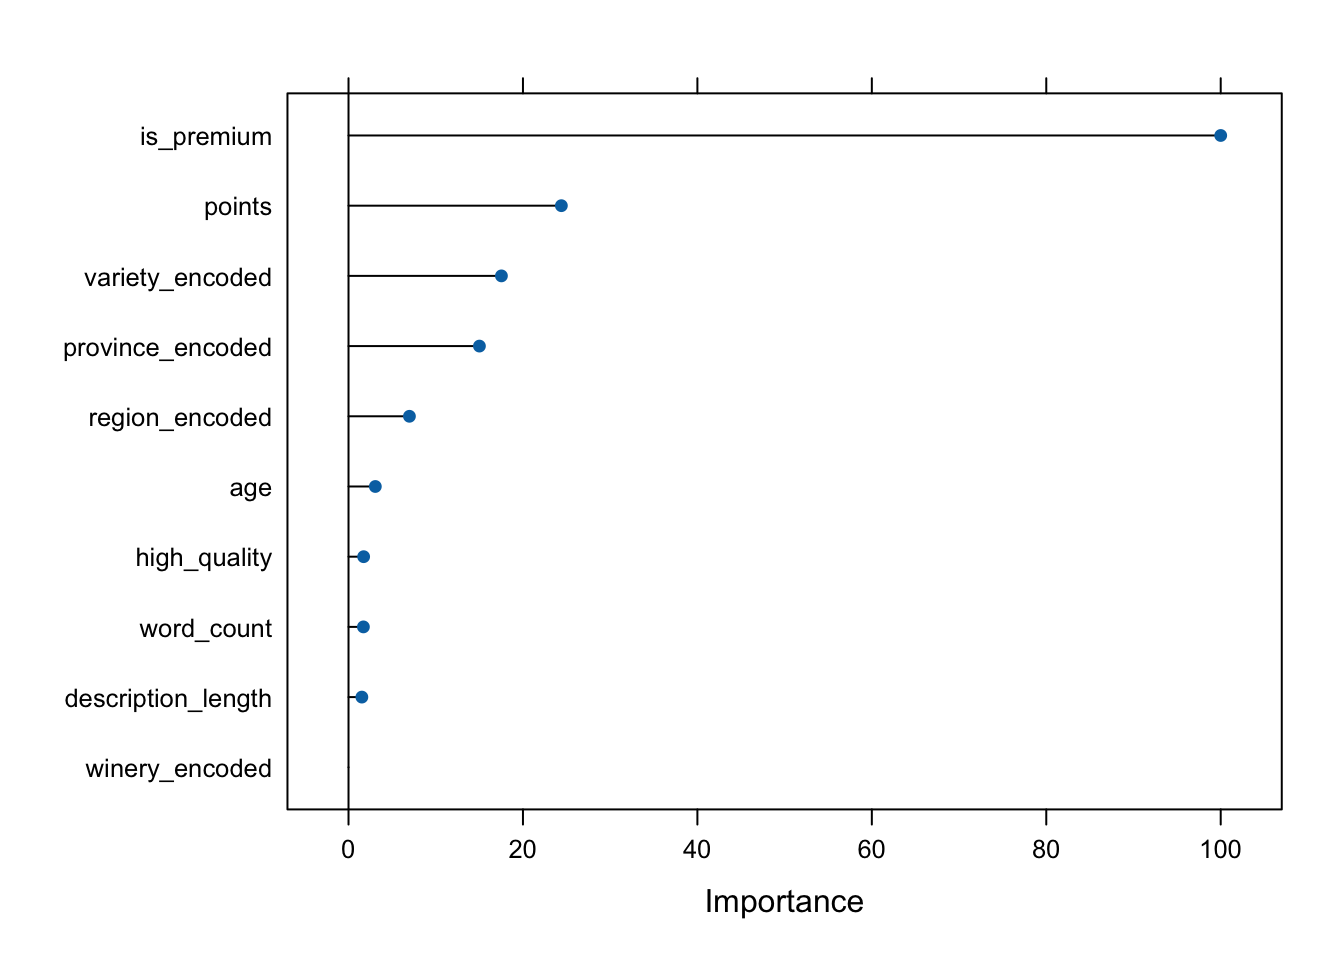 is_premium
points
variety_encoded
province_encoded
region_encoded
age
high_quality
word_count
description_length
winery_encoded
0 20 40 60 80 100
Importance